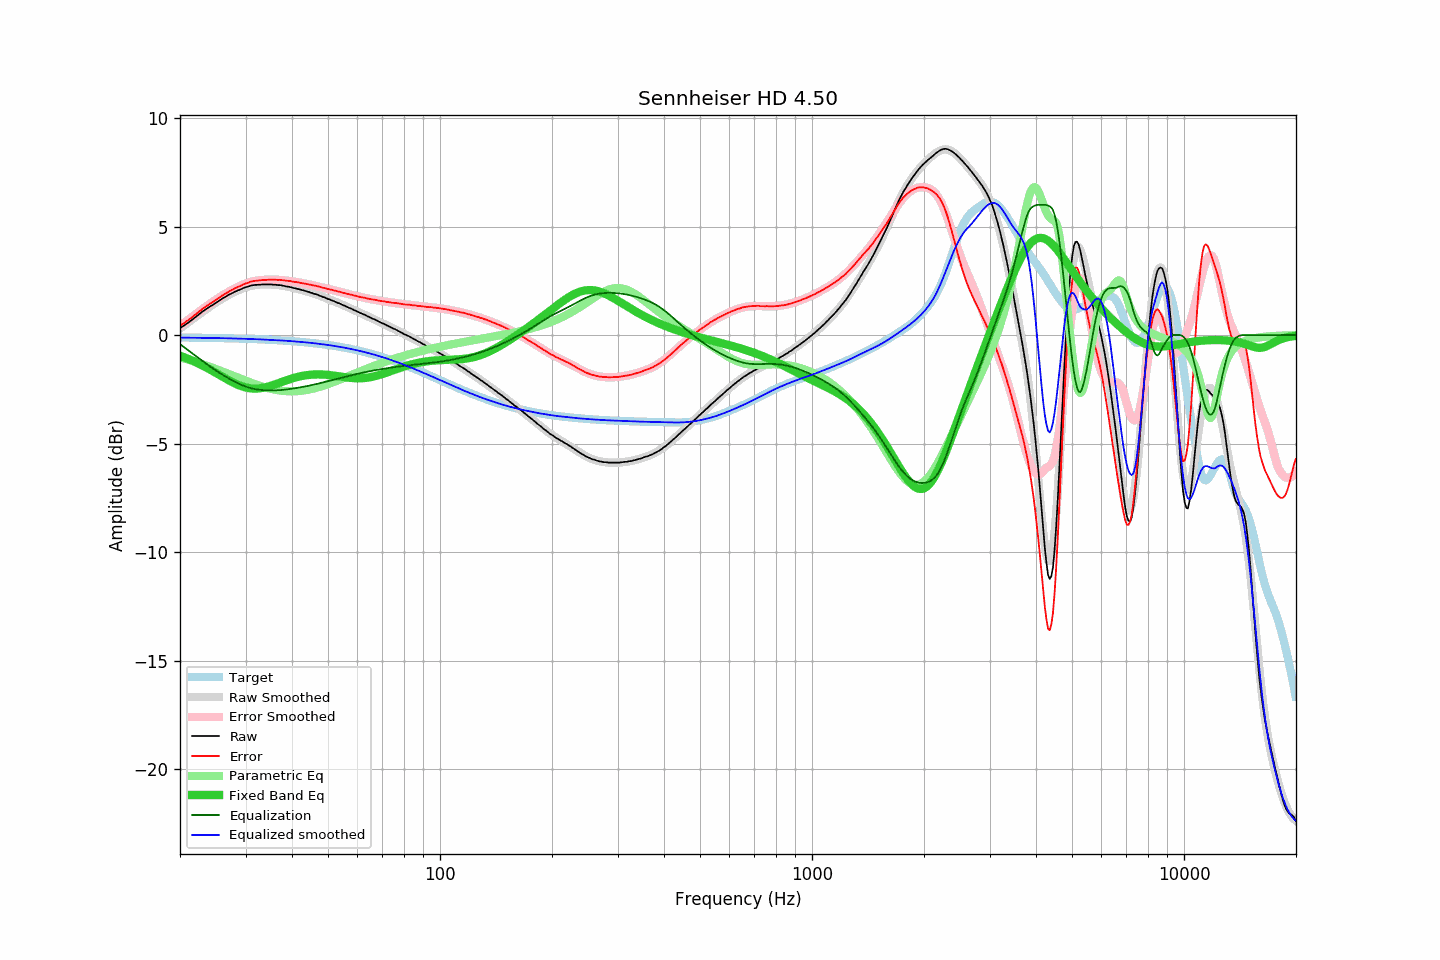 Sennheiser HD 4.50
10
5
0
−5
−10
−15
−20
Amplitude (dBr)
Target
Raw Smoothed
Error Smoothed
Raw
Error
Parametric Eq
Fixed Band Eq
Equalization
Equalized smoothed
100
1000
10000
Frequency (Hz)